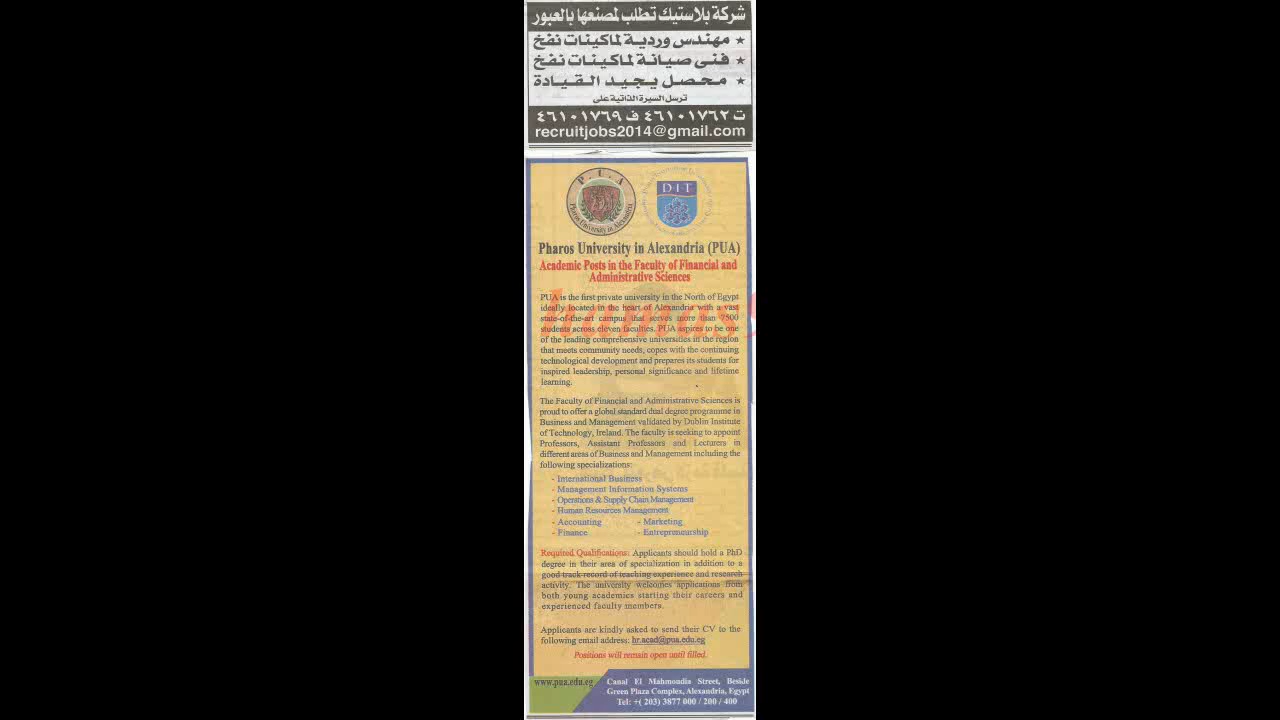 شركة بلاستيك تطلب لمصنعها بالعبور
★ مهندس وردية لماكينات نفخ
★ فنى صيانة لماكينات نفخ
★ محصل يجيد القيادة
ترسل السيرة الذاتية على
ت ٤٦١٠١٧٦٢ ف ٤٦١٠١٧٦٩
recruitjobs2014@gmail.com
P.U.A
Pharos University in Alexandria
DIT
Pharos University in Alexandria (PUA)
Academic Posts in the Faculty of Financial and
Administrative Sciences
PUA is the first private university in the North of Egypt
ideally located in the heart of Alexandria with a vast
state-of-the-art campus that serves more than 7500
students across eleven faculties. PUA aspires to be one
of the leading comprehensive universities in the region
that meets community needs, copes with the continuing
technological development and prepares its students for
inspired leadership, personal significance and lifetime
learning.
The Faculty of Financial and Administrative Sciences is
proud to offer a global standard dual degree programme in
Business and Management validated by Dublin Institute
of Technology, Ireland. The faculty is seeking to appoint
Professors, Assistant Professors and Lecturers in
different areas of Business and Management including the
following specializations:
- International Business
- Management Information Systems
- Operations & Supply Chain Management
- Human Resources Management
- Accounting - Marketing
- Finance - Entrepreneurship
Required Qualifications: Applicants should hold a PhD
degree in their area of specialization in addition to a
good track record of teaching experience and research
activity. The university welcomes applications from
both young academics starting their careers and
experienced faculty members.
Applicants are kindly asked to send their CV to the
following email address: hr.acad@pua.edu.eg
Positions will remain open until filled.
www.pua.edu.eg
Canal El Mahmoudia Street, Beside
Green Plaza Complex, Alexandria, Egypt
Tel: +( 203) 3877 000 / 200 / 400